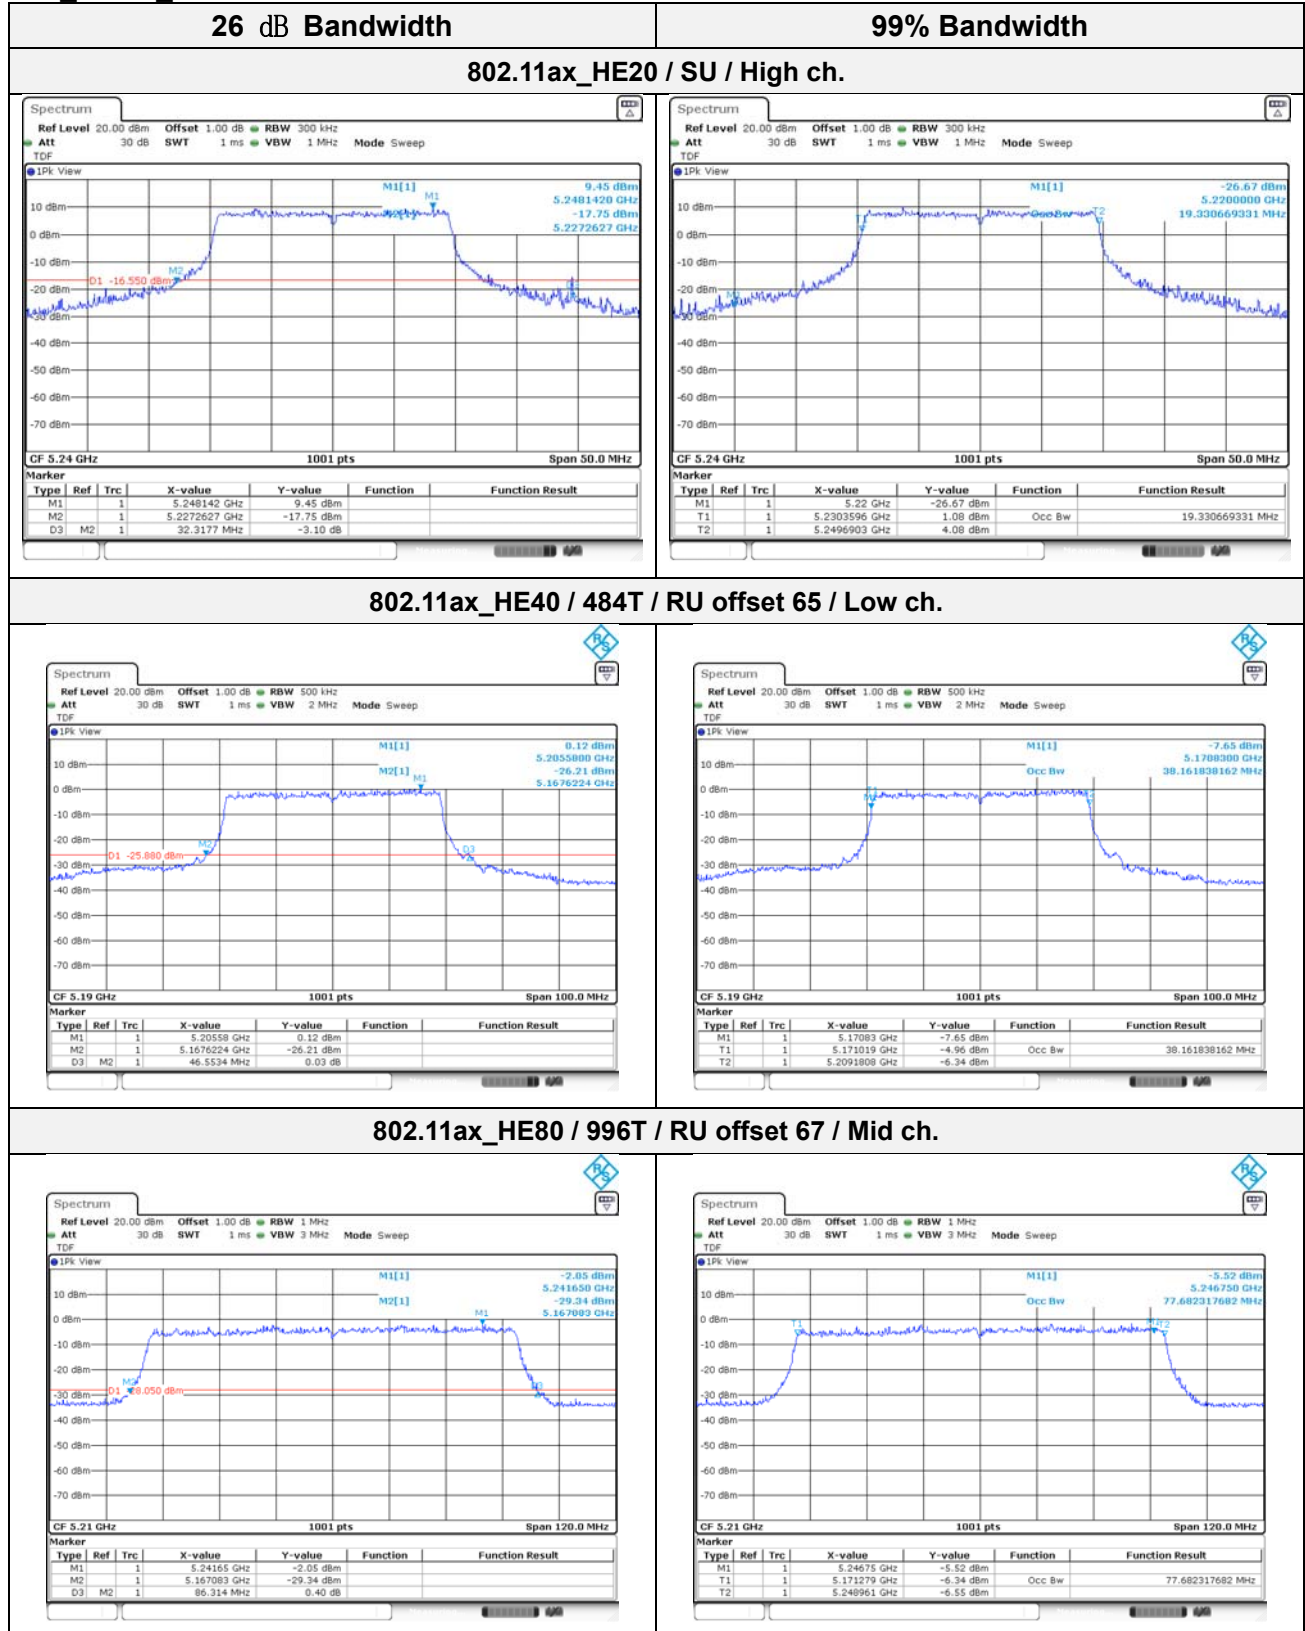 26 dB Bandwidth
99% Bandwidth
802.11ax_HE20 / SU / High ch.
Spectrum
Ref Level 20.00 dBm Offset 1.00 dB RBW 300 kHz
Att 30 dB SWT 1 ms VBW 1 MHz Mode Sweep
TDF
1Pk View
M1[1] 9.45 dBm
M1
5.2481420 GHz
-17.75 dBm
5.2272627 GHz
10 dBm
0 dBm
-10 dBm
M2
D1 -16.550 dBm
-20 dBm
-30 dBm
-40 dBm
-50 dBm
-60 dBm
-70 dBm
CF 5.24 GHz 1001 pts Span 50.0 MHz
Marker
Type Ref Trc X-value Y-value Function Function Result
M1 1 5.248142 GHz 9.45 dBm
M2 1 5.2272627 GHz -17.75 dBm
D3 M2 1 32.3177 MHz -3.10 dB
Spectrum
Ref Level 20.00 dBm Offset 1.00 dB RBW 300 kHz
Att 30 dB SWT 1 ms VBW 1 MHz Mode Sweep
TDF
1Pk View
M1[1] -26.67 dBm
5.2200000 GHz
Occ Bw T2 19.330669331 MHz
10 dBm
T1
0 dBm
-10 dBm
-20 dBm
M1
-30 dBm
-40 dBm
-50 dBm
-60 dBm
-70 dBm
CF 5.24 GHz 1001 pts Span 50.0 MHz
Marker
Type Ref Trc X-value Y-value Function Function Result
M1 1 5.22 GHz -26.67 dBm
T1 1 5.2303596 GHz 1.08 dBm Occ Bw 19.330669331 MHz
T2 1 5.2496903 GHz 4.08 dBm
802.11ax_HE40 / 484T / RU offset 65 / Low ch.
R&S
Spectrum
Ref Level 20.00 dBm Offset 1.00 dB RBW 500 kHz
Att 30 dB SWT 1 ms VBW 2 MHz Mode Sweep
TDF
1Pk View
M1[1] 0.12 dBm
5.2055800 GHz
M2[1] -26.21 dBm
M1 5.1676224 GHz
10 dBm
0 dBm
-10 dBm
-20 dBm
M2
D3
D1 -25.880 dBm
-30 dBm
-40 dBm
-50 dBm
-60 dBm
-70 dBm
CF 5.19 GHz 1001 pts Span 100.0 MHz
Marker
Type Ref Trc X-value Y-value Function Function Result
M1 1 5.20558 GHz 0.12 dBm
M2 1 5.1676224 GHz -26.21 dBm
D3 M2 1 46.5534 MHz 0.03 dB
R&S
Spectrum
Ref Level 20.00 dBm Offset 1.00 dB RBW 500 kHz
Att 30 dB SWT 1 ms VBW 2 MHz Mode Sweep
TDF
1Pk View
M1[1] -7.65 dBm
5.1708300 GHz
Occ Bw 38.161838162 MHz
10 dBm
0 dBm
T1
-10 dBm
-20 dBm
-30 dBm
-40 dBm
-50 dBm
-60 dBm
-70 dBm
CF 5.19 GHz 1001 pts Span 100.0 MHz
Marker
Type Ref Trc X-value Y-value Function Function Result
M1 1 5.17083 GHz -7.65 dBm
T1 1 5.171019 GHz -4.96 dBm Occ Bw 38.161838162 MHz
T2 1 5.2091808 GHz -6.34 dBm
802.11ax_HE80 / 996T / RU offset 67 / Mid ch.
R&S
Spectrum
Ref Level 20.00 dBm Offset 1.00 dB RBW 1 MHz
Att 30 dB SWT 1 ms VBW 3 MHz Mode Sweep
TDF
1Pk View
M1[1] -2.05 dBm
5.241650 GHz
M2[1] -29.34 dBm
M1 5.167083 GHz
10 dBm
0 dBm
-10 dBm
-20 dBm
M2
D3
D1 -28.050 dBm
-30 dBm
-40 dBm
-50 dBm
-60 dBm
-70 dBm
CF 5.21 GHz 1001 pts Span 120.0 MHz
Marker
Type Ref Trc X-value Y-value Function Function Result
M1 1 5.24165 GHz -2.05 dBm
M2 1 5.167083 GHz -29.34 dBm
D3 M2 1 86.314 MHz 0.40 dB
R&S
Spectrum
Ref Level 20.00 dBm Offset 1.00 dB RBW 1 MHz
Att 30 dB SWT 1 ms VBW 3 MHz Mode Sweep
TDF
1Pk View
M1[1] -5.52 dBm
5.246750 GHz
Occ Bw 77.682317682 MHz
10 dBm
0 dBm
T1
T2
-10 dBm
-20 dBm
-30 dBm
-40 dBm
-50 dBm
-60 dBm
-70 dBm
CF 5.21 GHz 1001 pts Span 120.0 MHz
Marker
Type Ref Trc X-value Y-value Function Function Result
M1 1 5.24675 GHz -5.52 dBm
T1 1 5.171279 GHz -6.34 dBm Occ Bw 77.682317682 MHz
T2 1 5.248961 GHz -6.55 dBm